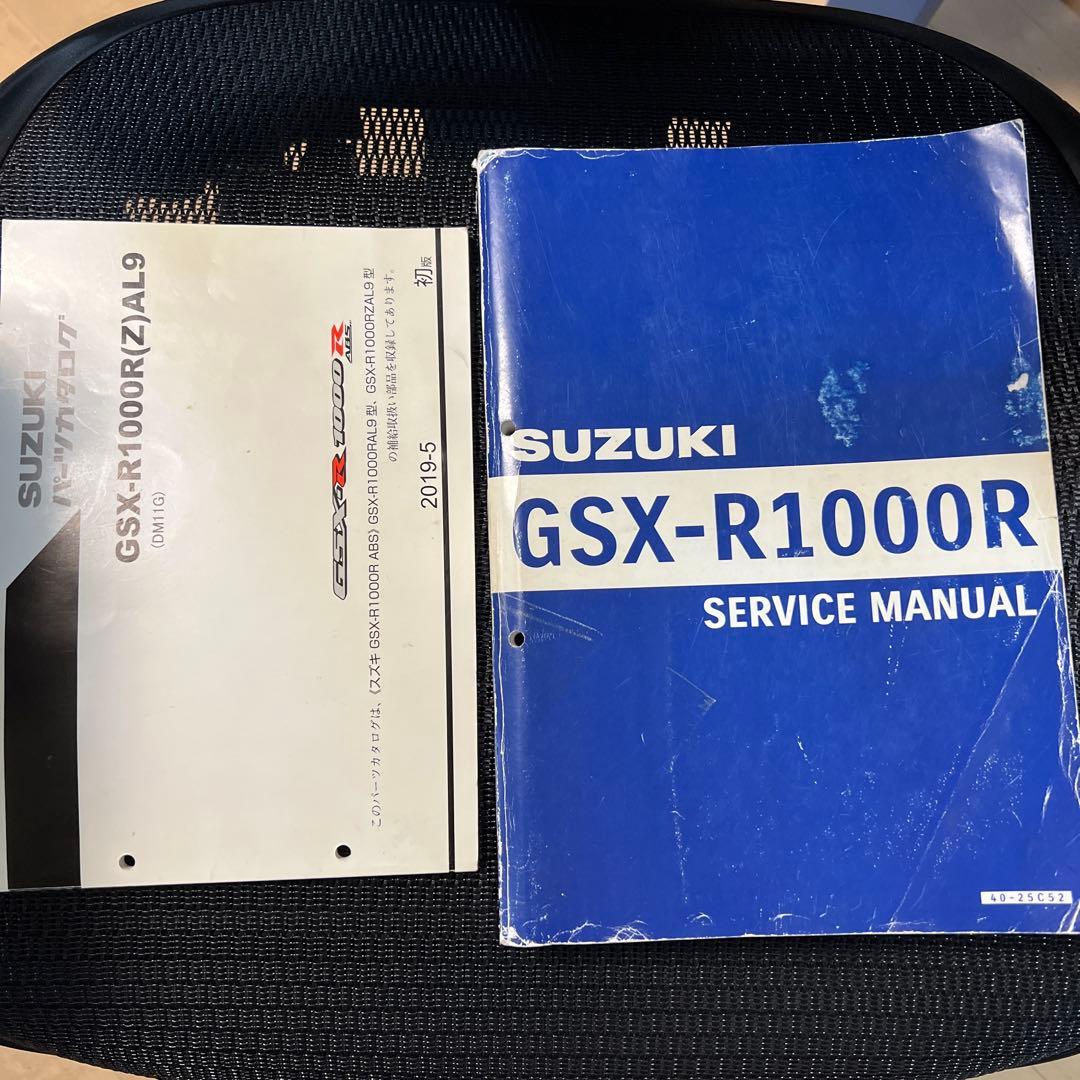 SUZUKI
パーツカタログ
GSX-R1000R(Z)AL9
(DM11G)
GSX-R1000R
ABS
このパーツカタログは、《スズキ GSX-R1000R ABS》GSX-R1000RAL9型、GSX-R1000RZAL9型
の補給取扱い部品を収録してあります。
2019-5
初版
SUZUKI
GSX-R1000R
SERVICE MANUAL
40-25C52